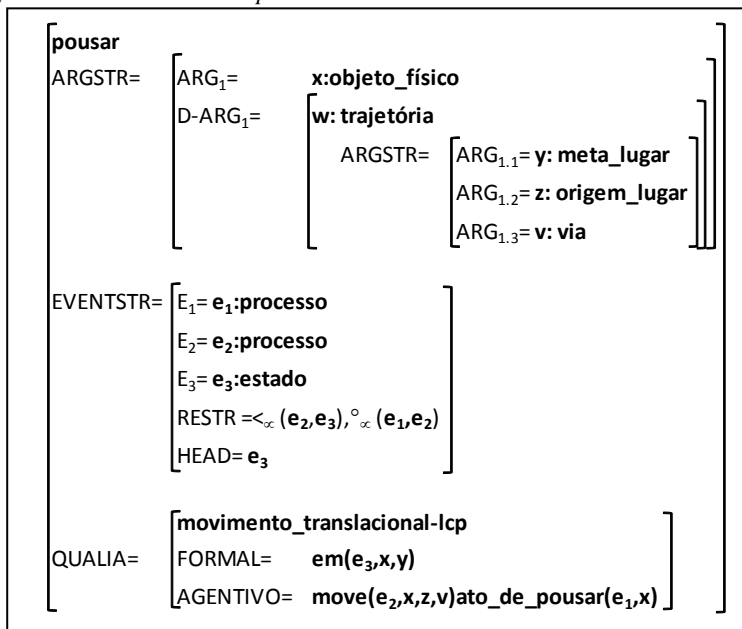 pousar
ARGSTR= ARG₁= x:objeto_físico
D-ARG₁= w: trajetória
ARGSTR= ARG₁.₁= y: meta_lugar
ARG₁.₂= z: origem_lugar
ARG₁.₃= v: via
EVENTSTR= E₁= e₁:processo
E₂= e₂:processo
E₃= e₃:estado
RESTR =<∝ (e₂,e₃),°∝ (e₁,e₂)
HEAD= e₃
movimento_translacional-lcp
QUALIA= FORMAL= em(e₃,x,y)
AGENTIVO= move(e₂,x,z,v)ato_de_pousar(e₁,x)